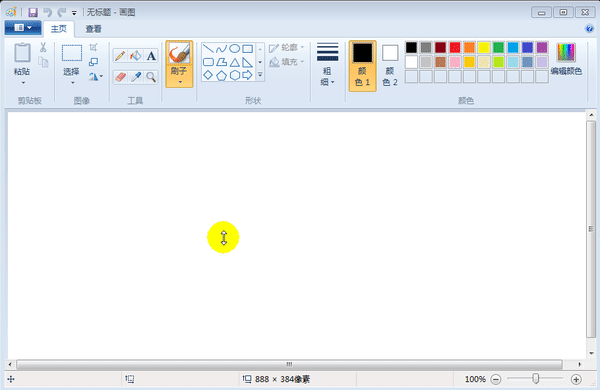 无标题 - 画图
主页 查看
粘贴
剪贴板
选择
图像
A
工具
刷子
轮廓
填充
形状
粗
细
颜
色 1
颜
色 2
编辑颜色
颜色
888 × 384像素
100%